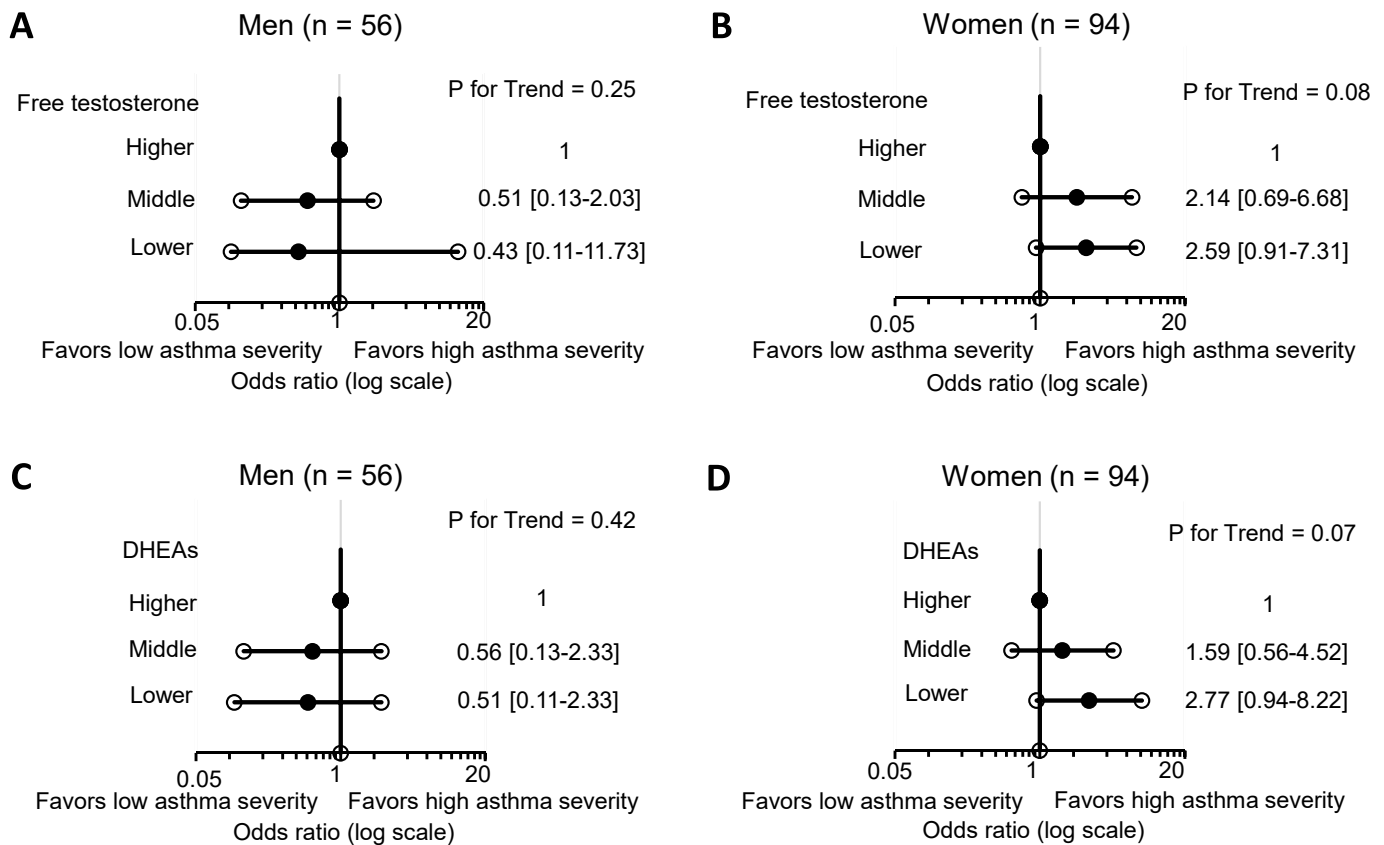 A
Men (n = 56)
P for Trend = 0.25
Free testosterone
Higher
1
Middle
0.51 [0.13-2.03]
Lower
0.43 [0.11-11.73]
0.05
1
20
Favors low asthma severity
Favors high asthma severity
Odds ratio (log scale)
B
Women (n = 94)
P for Trend = 0.08
Free testosterone
Higher
1
Middle
2.14 [0.69-6.68]
Lower
2.59 [0.91-7.31]
0.05
1
20
Favors low asthma severity
Favors high asthma severity
Odds ratio (log scale)
C
Men (n = 56)
P for Trend = 0.42
DHEAs
Higher
1
Middle
0.56 [0.13-2.33]
Lower
0.51 [0.11-2.33]
0.05
1
20
Favors low asthma severity
Favors high asthma severity
Odds ratio (log scale)
D
Women (n = 94)
P for Trend = 0.07
DHEAs
Higher
1
Middle
1.59 [0.56-4.52]
Lower
2.77 [0.94-8.22]
0.05
1
20
Favors low asthma severity
Favors high asthma severity
Odds ratio (log scale)